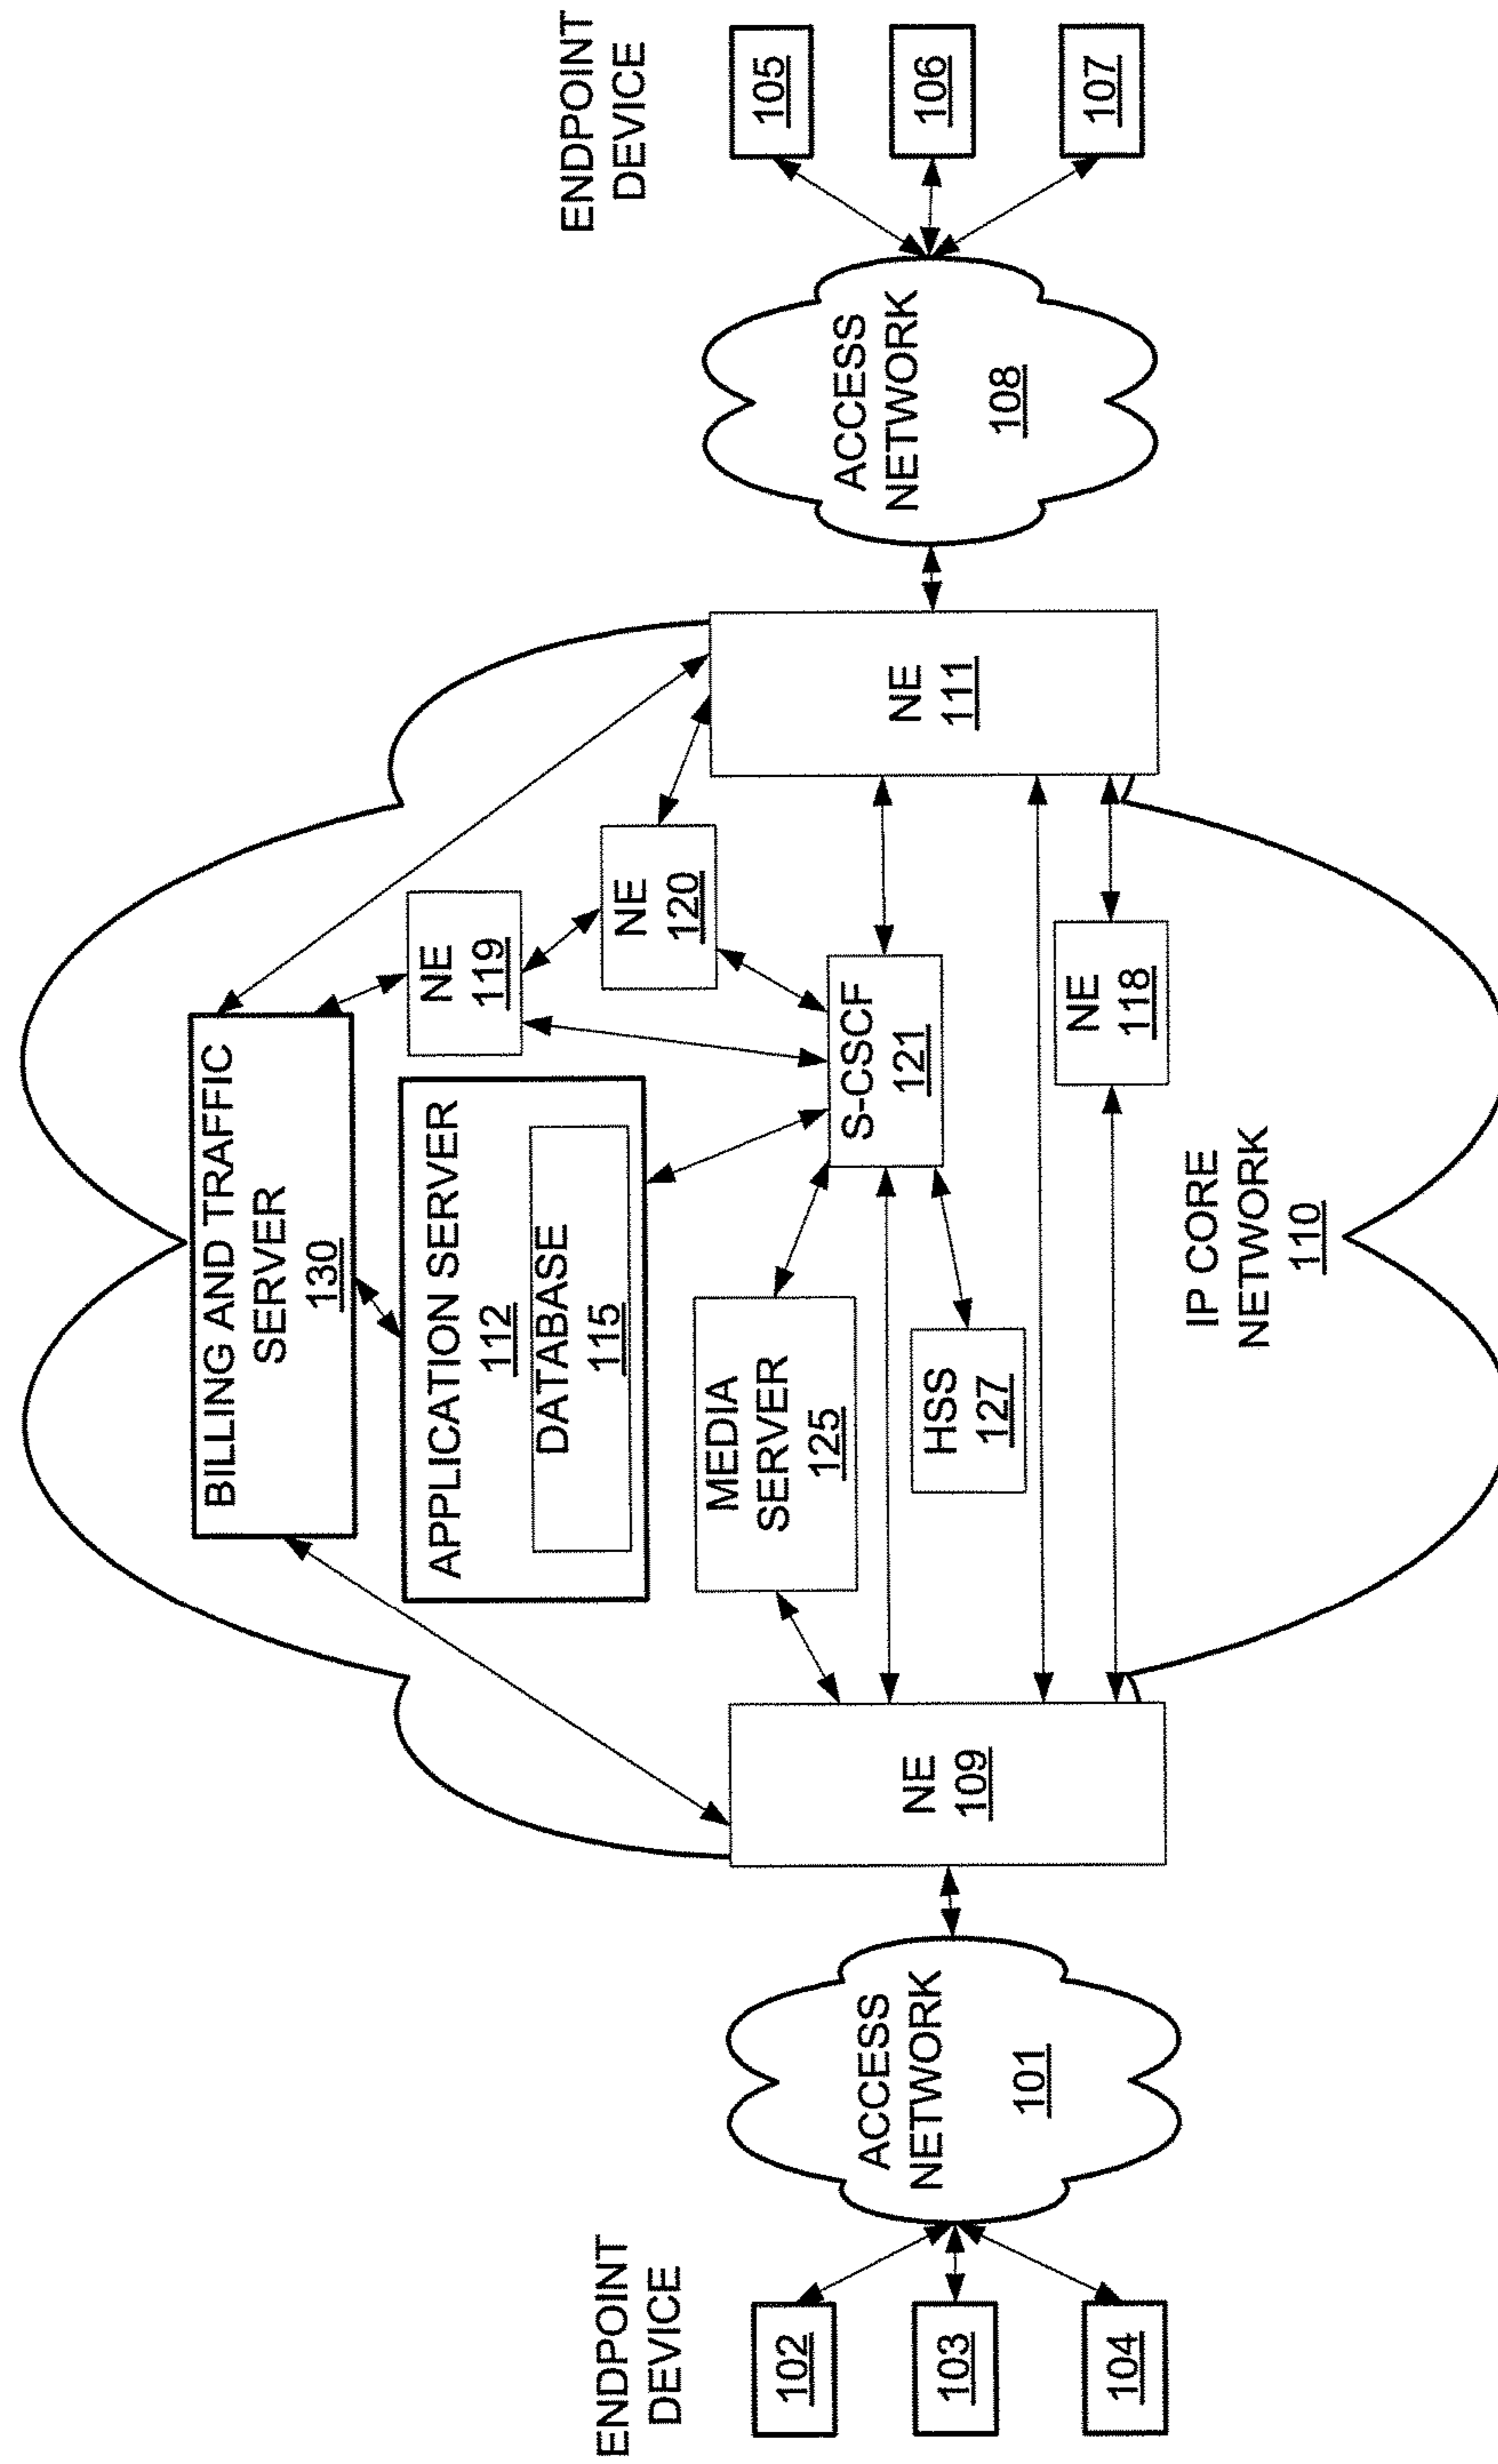 BILLING AND TRAFFIC
SERVER
130
APPLICATION SERVER
112
DATABASE
115
NE
119
NE
120
MEDIA
SERVER
125
S-CSCF
121
HSS
127
NE
118
NE
109
NE
111
IP CORE
NETWORK
110
ENDPOINT
DEVICE
102
103
104
ACCESS
NETWORK
101
ACCESS
NETWORK
108
ENDPOINT
DEVICE
105
106
107